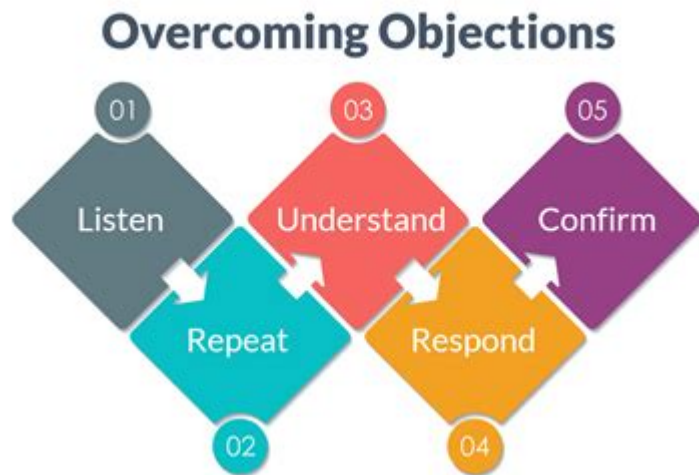 Overcoming Objections
01
Listen
02
Repeat
03
Understand
04
Respond
05
Confirm